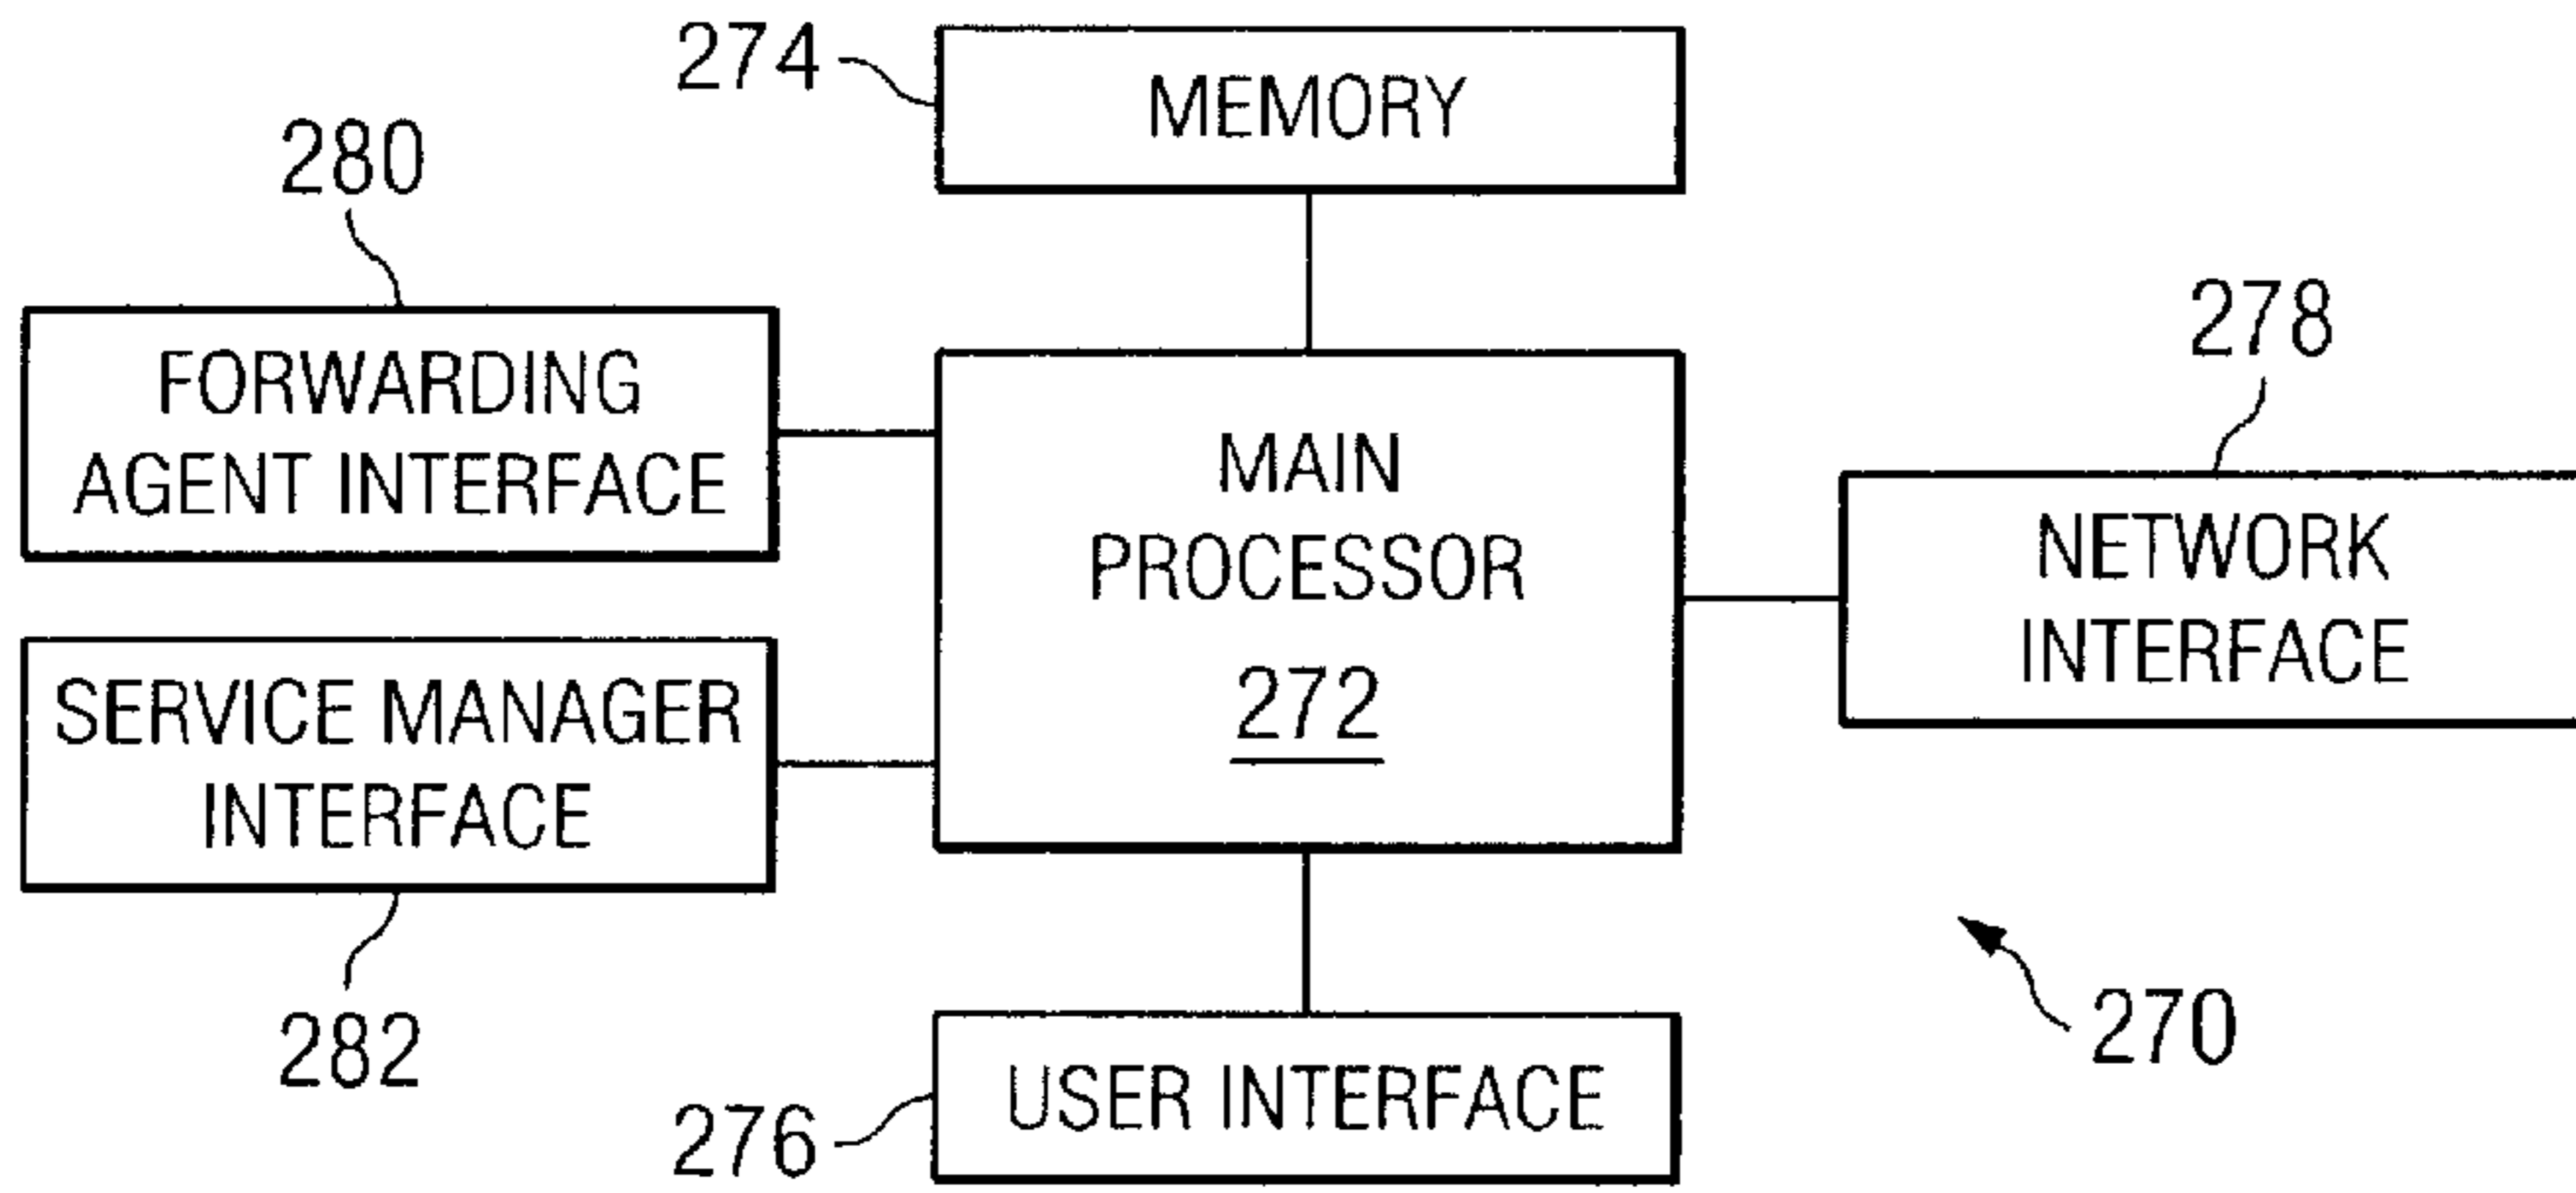 274
MEMORY
280
FORWARDING
AGENT INTERFACE
278
MAIN
PROCESSOR
272
NETWORK
INTERFACE
SERVICE MANAGER
INTERFACE
282
270
276
USER INTERFACE